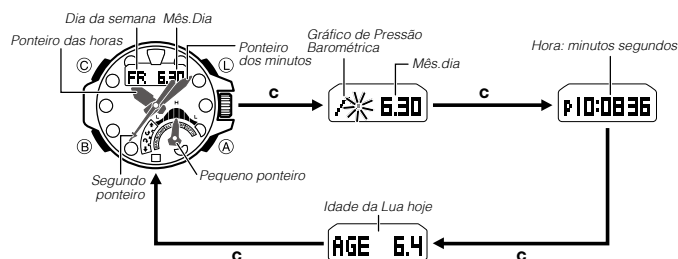 Dia da semana
Mês.Dia
Ponteiro das horas
Ponteiro
dos minutos
C
L
B
A
FR 6.30
H
L
L
Segundo
ponteiro
Pequeno ponteiro
C
Gráfico de Pressão
Barométrica
Mês.dia
6.30
C
Hora: minutos segundos
P 10:08 36
C
Idade da Lua hoje
AGE 6.4
C